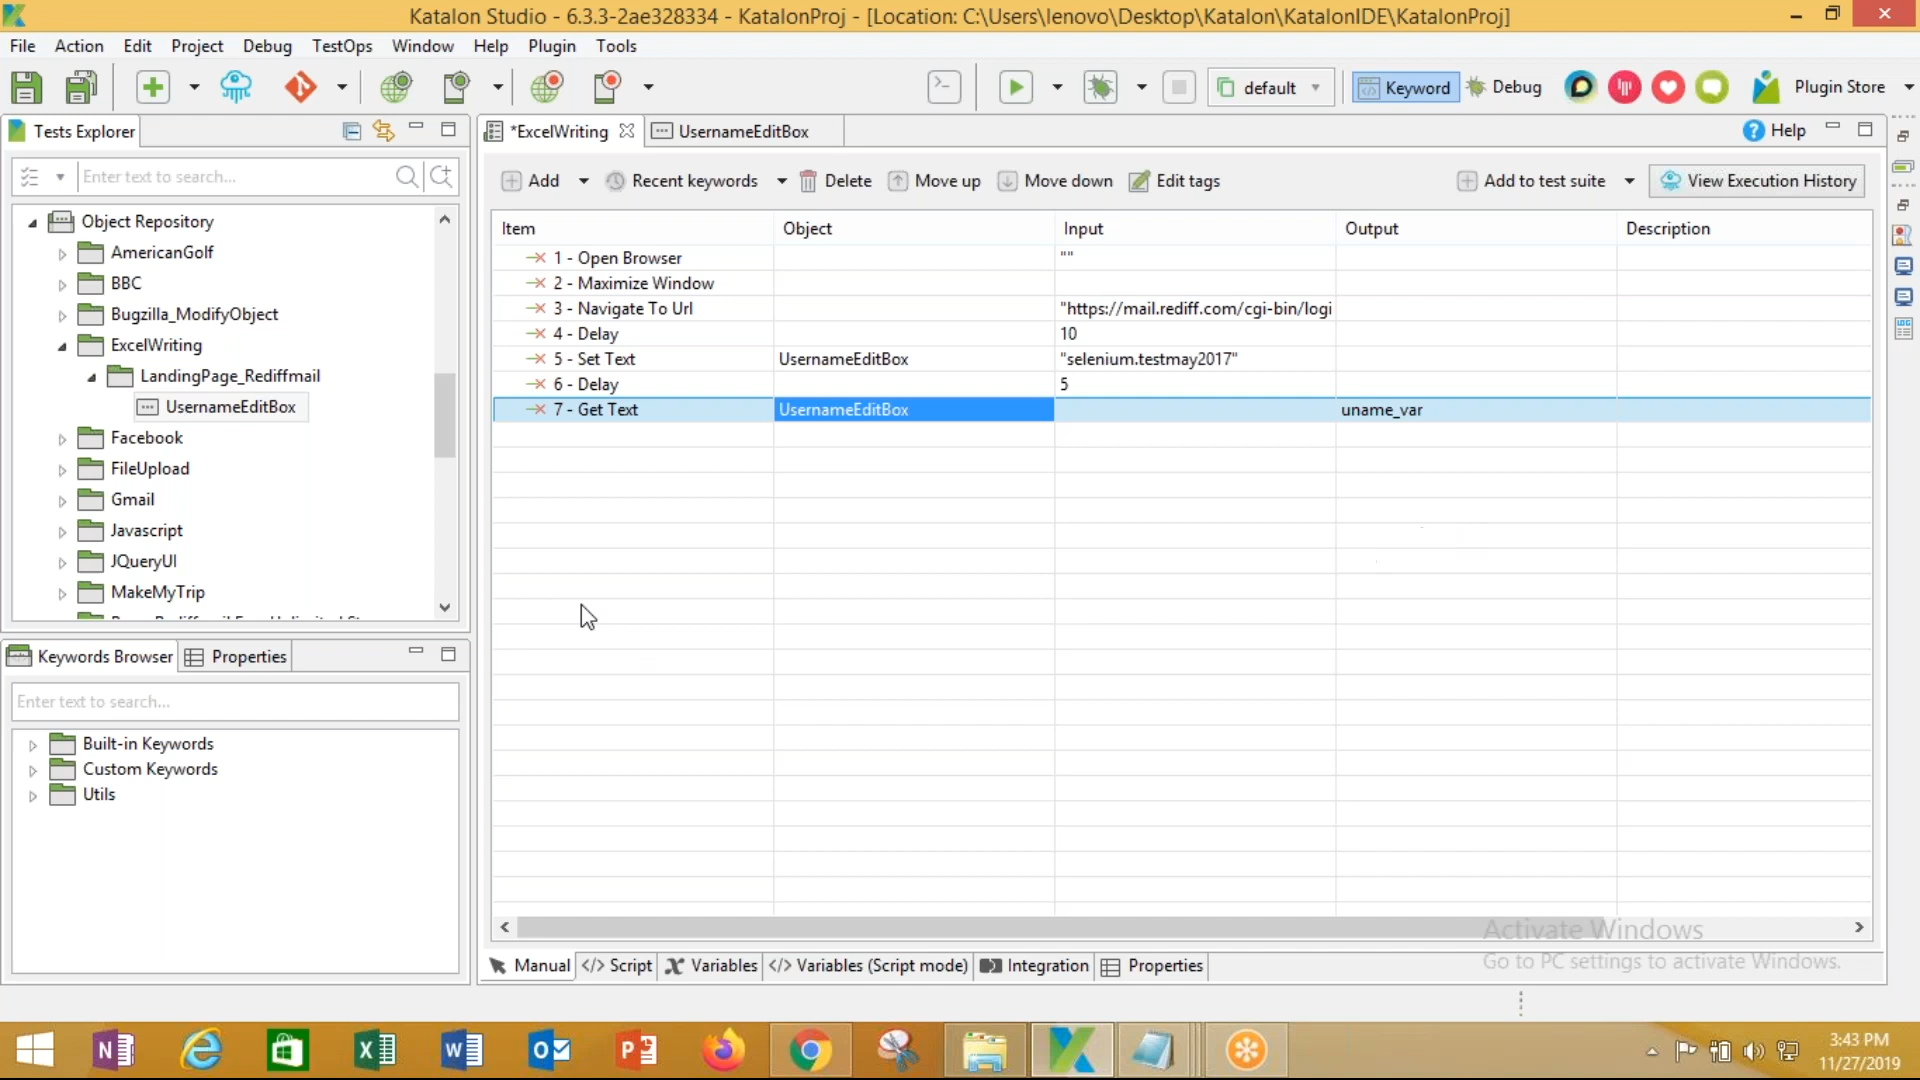 Katalon Studio - 6.3.3-2ae328334 - KatalonProj - [Location: C:\Users\lenovo\Desktop\Katalon\KatalonIDE\KatalonProj]
File Action Edit Project Debug TestOps Window Help Plugin Tools
default Keyword Debug Plugin Store
Tests Explorer
*ExcelWriting UsernameEditBox Help
Enter text to search...
Add Recent keywords Delete Move up Move down Edit tags Add to test suite View Execution History
Object Repository
AmericanGolf
BBC
Bugzilla_ModifyObject
ExcelWriting
LandingPage_Rediffmail
UsernameEditBox
Facebook
FileUpload
Gmail
Javascript
JQueryUI
MakeMyTrip
Item Object Input Output Description
1 - Open Browser ""
2 - Maximize Window
3 - Navigate To Url "https://mail.rediff.com/cgi-bin/logi
4 - Delay 10
5 - Set Text UsernameEditBox "selenium.testmay2017"
6 - Delay 5
7 - Get Text UsernameEditBox uname_var
Keywords Browser Properties
Enter text to search...
Built-in Keywords
Custom Keywords
Utils
Activate Windows
Go to PC settings to activate Windows.
Manual </> Script Variables </> Variables (Script mode) Integration Properties
3:43 PM
11/27/2019